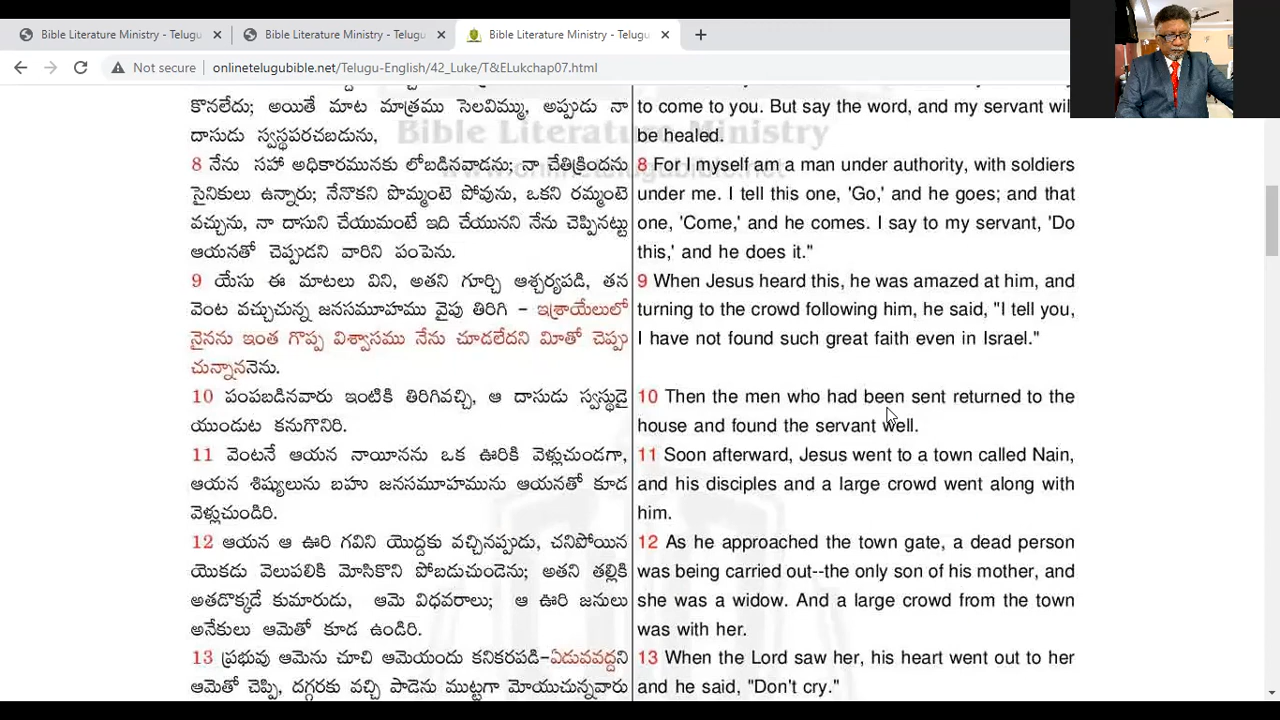 Bible Literature Ministry - Telugu
Bible Literature Ministry - Telugu
Bible Literature Ministry - Telugu
Not secure
onlinetelugubible.net/Telugu-English/42_Luke/T&ELukchap07.html
Bible Literature Ministry
కొనలేదు; అయితే మాట మాత్రము సెలవిమ్ము, అప్పుడు నా
దాసుడు స్వస్థపరచబడును,
8 నేను సహా అధికారమునకు లోబడినవాడను; నా చేతిక్రిందను
సైనికులు ఉన్నారు; నేనొకని పొమ్మంటె పోవును, ఒకని రమ్మంటె
వచ్చును, నా దాసుని చేయుమంటే ఇది చేయునని నేను చెప్పినట్టు
ఆయనతో చెప్పుడని వారిని పంపెను.
9 యేసు ఈ మాటలు విని, అతని గూర్చి ఆశ్చర్యపడి, తన
వెంట వచ్చుచున్న జనసమూహము వైపు తిరిగి - ఇశ్రాయేలులో
నైనను ఇంత గొప్ప విశ్వాసము నేను చూడలేదని మీతో చెప్పు
చున్నాననెను.
10 పంపబడినవారు ఇంటికి తిరిగివచ్చి, ఆ దాసుడు స్వస్థుడై
యుండుట కనుగొనిరి.
11 వెంటనే ఆయన నాయీనను ఒక ఊరికి వెళ్లుచుండగా,
ఆయన శిష్యులును బహు జనసమూహమును ఆయనతో కూడ
వెళ్లుచుండిరి.
12 ఆయన ఆ ఊరి గవిని యొద్దకు వచ్చినప్పుడు, చనిపోయిన
యొకడు వెలుపలికి మోసికొని పోబడుచుండెను; అతని తల్లికి
అతడొక్కడే కుమారుడు, ఆమె విధవరాలు; ఆ ఊరి జనులు
అనేకులు ఆమెతో కూడ ఉండిరి.
13 ప్రభువు ఆమెను చూచి ఆమెయందు కనికరపడి-ఏడువవద్దని
ఆమెతో చెప్పి, దగ్గరకు వచ్చి పాడెను ముట్టగా మోయుచున్నవారు
to come to you. But say the word, and my servant will
be healed.
8 For I myself am a man under authority, with soldiers
under me. I tell this one, 'Go,' and he goes; and that
one, 'Come,' and he comes. I say to my servant, 'Do
this,' and he does it."
9 When Jesus heard this, he was amazed at him, and
turning to the crowd following him, he said, "I tell you,
I have not found such great faith even in Israel."
10 Then the men who had been sent returned to the
house and found the servant well.
11 Soon afterward, Jesus went to a town called Nain,
and his disciples and a large crowd went along with
him.
12 As he approached the town gate, a dead person
was being carried out--the only son of his mother, and
she was a widow. And a large crowd from the town
was with her.
13 When the Lord saw her, his heart went out to her
and he said, "Don't cry."